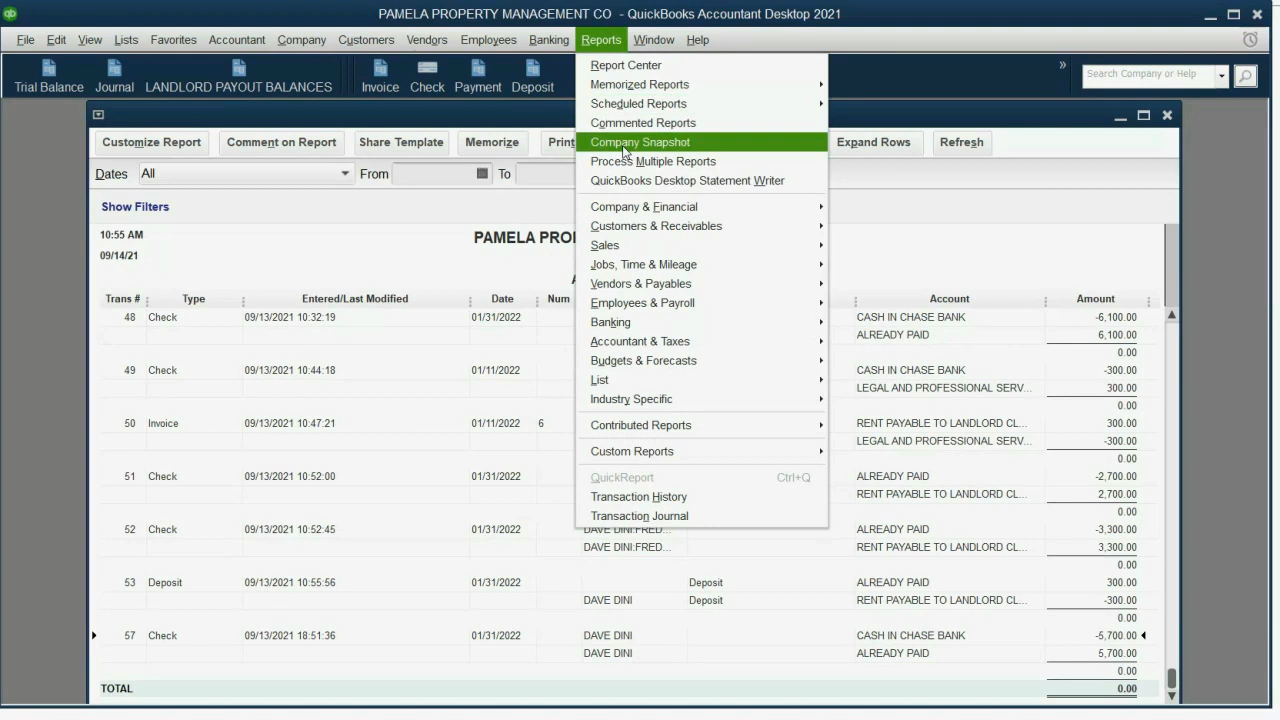 PAMELA PROPERTY MANAGEMENT CO - QuickBooks Accountant Desktop 2021
File Edit View Lists Favorites Accountant Company Customers Vendors Employees Banking Reports Window Help
Trial Balance Journal LANDLORD PAYOUT BALANCES Invoice Check Payment Deposit » Search Company or Help
Customize Report Comment on Report Share Template Memorize Print Expand Rows Refresh
Dates All From To
Show Filters
10:55 AM
09/14/21
PAMELA PRO
Report Center
Memorized Reports
Scheduled Reports
Commented Reports
Company Snapshot
Process Multiple Reports
QuickBooks Desktop Statement Writer
Company & Financial
Customers & Receivables
Sales
Jobs, Time & Mileage
Vendors & Payables
Employees & Payroll
Banking
Accountant & Taxes
Budgets & Forecasts
List
Industry Specific
Contributed Reports
Custom Reports
QuickReport Ctrl+Q
Transaction History
Transaction Journal
Trans # Type Entered/Last Modified Date Num Account Amount
48 Check 09/13/2021 10:32:19 01/31/2022 CASH IN CHASE BANK -6,100.00
ALREADY PAID 6,100.00
0.00
49 Check 09/13/2021 10:44:18 01/11/2022 CASH IN CHASE BANK -300.00
LEGAL AND PROFESSIONAL SERV... 300.00
0.00
50 Invoice 09/13/2021 10:47:21 01/11/2022 6 RENT PAYABLE TO LANDLORD CL... 300.00
LEGAL AND PROFESSIONAL SERV... -300.00
0.00
51 Check 09/13/2021 10:52:00 01/31/2022 ALREADY PAID -2,700.00
RENT PAYABLE TO LANDLORD CL... 2,700.00
0.00
52 Check 09/13/2021 10:52:45 01/31/2022 DAVE DINI:FRED... ALREADY PAID -3,300.00
DAVE DINI:FRED... RENT PAYABLE TO LANDLORD CL... 3,300.00
0.00
53 Deposit 09/13/2021 10:55:56 01/31/2022 Deposit ALREADY PAID 300.00
DAVE DINI Deposit RENT PAYABLE TO LANDLORD CL... -300.00
0.00
57 Check 09/13/2021 18:51:36 01/31/2022 DAVE DINI CASH IN CHASE BANK -5,700.00
DAVE DINI ALREADY PAID 5,700.00
0.00
TOTAL 0.00